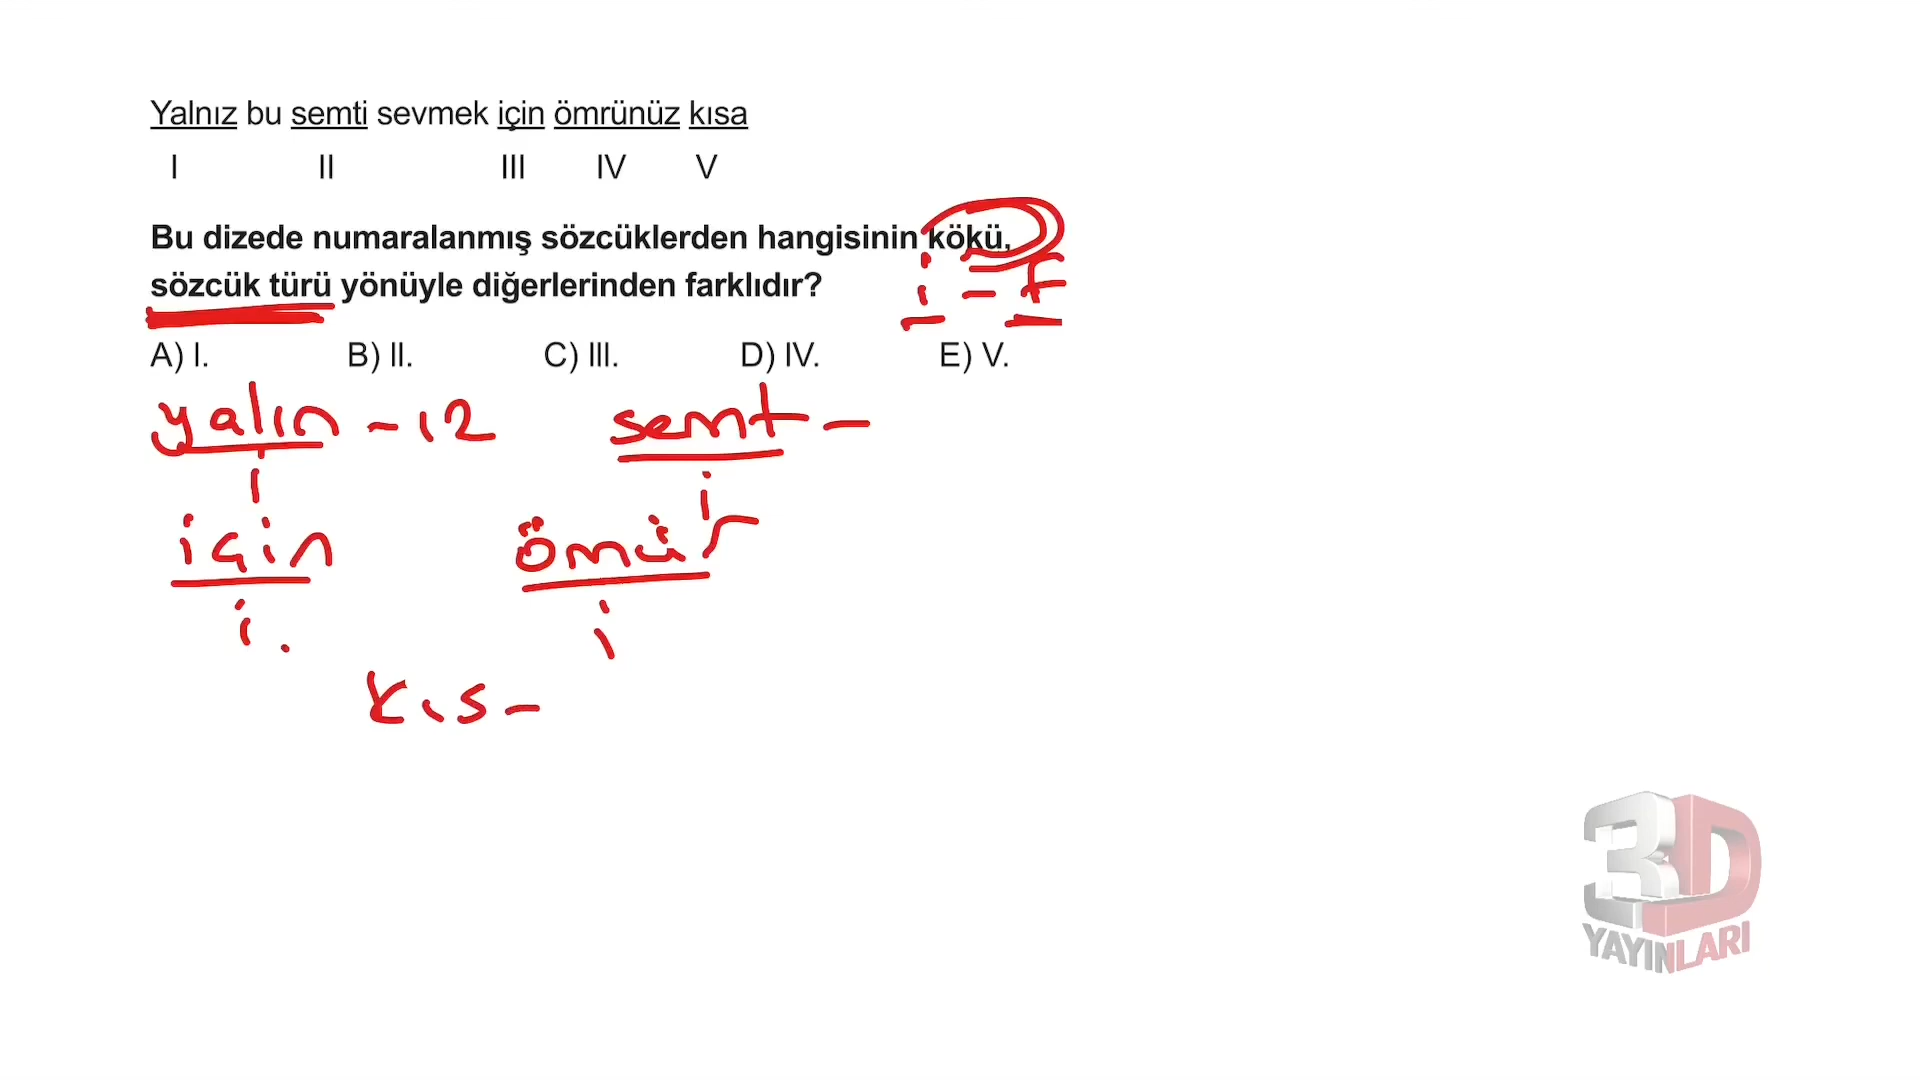 Yalnız bu semti sevmek için ömrünüz kısa
I II III IV V
Bu dizede numaralanmış sözcüklerden hangisinin kökü,
sözcük türü yönüyle diğerlerinden farklıdır?
i - f
A) I. B) II. C) III. D) IV. E) V.
yalın - ız semt -
i i
için ömür
i. i
kıs -
3D
YAYINLARI